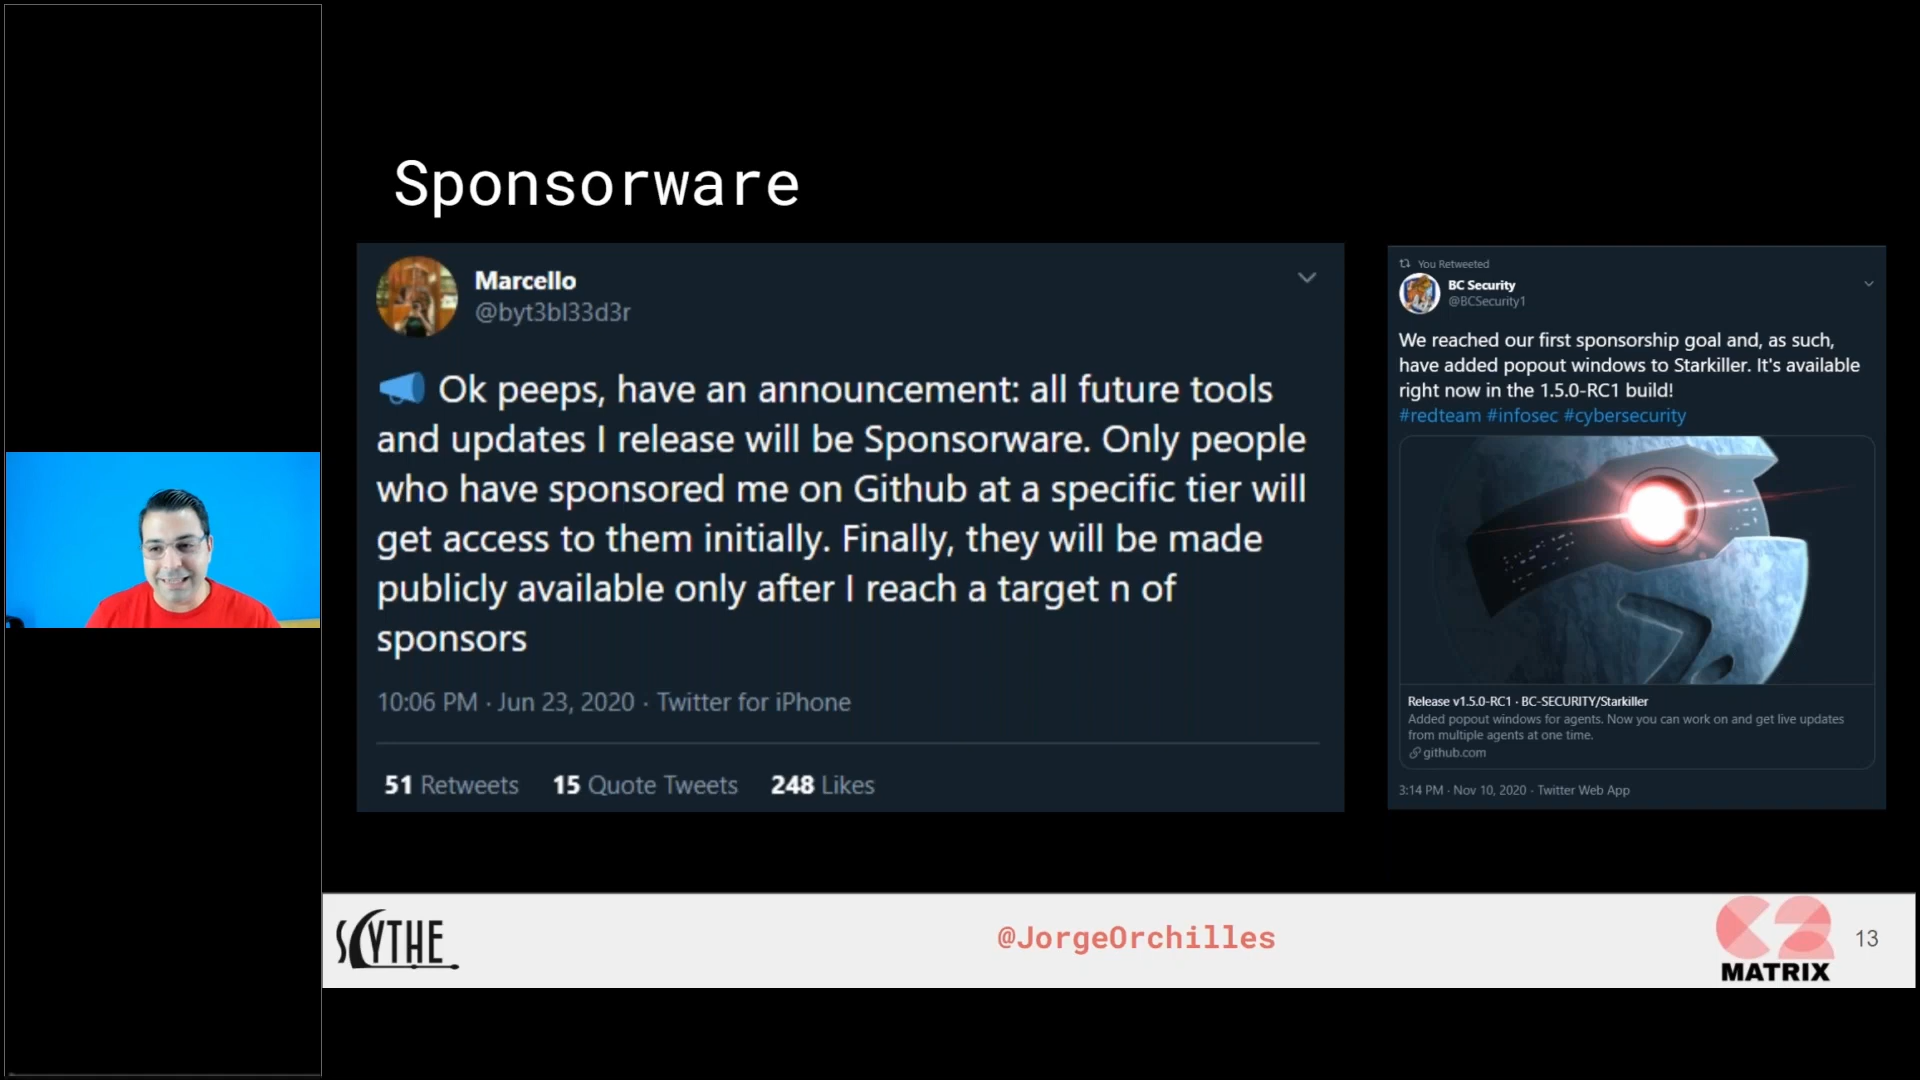 Sponsorware
Marcello
@byt3bl33d3r
Ok peeps, have an announcement: all future tools
and updates I release will be Sponsorware. Only people
who have sponsored me on Github at a specific tier will
get access to them initially. Finally, they will be made
publicly available only after I reach a target n of
sponsors
10:06 PM · Jun 23, 2020 · Twitter for iPhone
51 Retweets 15 Quote Tweets 248 Likes
You Retweeted
BC Security
@BCSecurity1
We reached our first sponsorship goal and, as such,
have added popout windows to Starkiller. It's available
right now in the 1.5.0-RC1 build!
#redteam #infosec #cybersecurity
Release v1.5.0-RC1 · BC-SECURITY/Starkiller
Added popout windows for agents. Now you can work on and get live updates
from multiple agents at one time.
github.com
3:14 PM · Nov 10, 2020 · Twitter Web App
SCYTHE
@JorgeOrchilles
C2
MATRIX
13